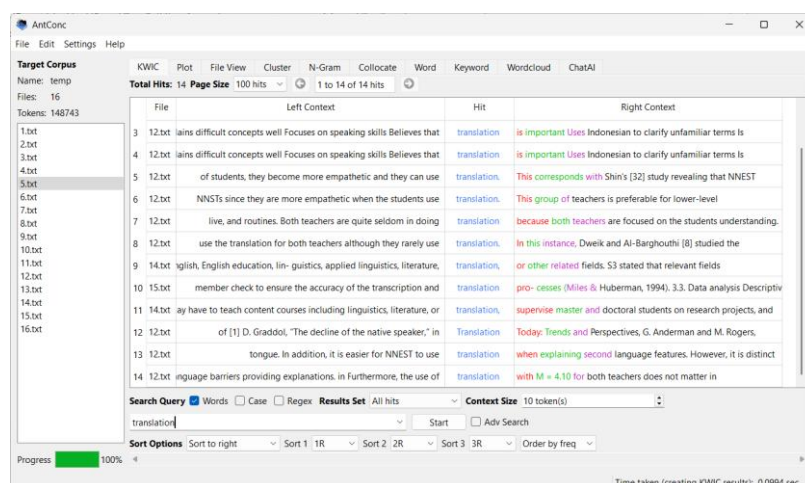 AntConc
File Edit Settings Help
Target Corpus
Name: temp
Files: 16
Tokens: 148743
1.txt
2.txt
3.txt
4.txt
5.txt
6.txt
7.txt
8.txt
9.txt
10.txt
11.txt
12.txt
13.txt
14.txt
15.txt
16.txt
Progress 100%
KWIC Plot File View Cluster N-Gram Collocate Word Keyword Wordcloud ChatAI
Total Hits: 14 Page Size 100 hits 1 to 14 of 14 hits
File Left Context Hit Right Context
3 12.txt lains difficult concepts well Focuses on speaking skills Believes that translation is important Uses Indonesian to clarify unfamiliar terms Is
4 12.txt lains difficult concepts well Focuses on speaking skills Believes that translation is important Uses Indonesian to clarify unfamiliar terms Is
5 12.txt of students, they become more empathetic and they can use translation. This corresponds with Shin's [32] study revealing that NNEST
6 12.txt NNSTs since they are more empathetic when the students use translation. This group of teachers is preferable for lower-level
7 12.txt live, and routines. Both teachers are quite seldom in doing translation because both teachers are focused on the students understanding.
8 12.txt use the translation for both teachers although they rarely use translation. In this instance, Dweik and Al-Barghouthi [8] studied the
9 14.txt nglish, English education, lin- guistics, applied linguistics, literature, translation, or other related fields. S3 stated that relevant fields
10 15.txt member check to ensure the accuracy of the transcription and translation pro- cesses (Miles & Huberman, 1994). 3.3. Data analysis Descriptiv
11 14.txt ay have to teach content courses including linguistics, literature, or translation, supervise master and doctoral students on research projects, and
12 12.txt of [1] D. Graddol, "The decline of the native speaker," in Translation Today: Trends and Perspectives, G. Anderman and M. Rogers,
13 12.txt tongue. In addition, it is easier for NNEST to use translation when explaining second language features. However, it is distinct
14 12.txt nguage barriers providing explanations. in Furthermore, the use of translation with M = 4.10 for both teachers does not matter in
Search Query Words Case Regex Results Set All hits Context Size 10 token(s)
translation Start Adv Search
Sort Options Sort to right Sort 1 1R Sort 2 2R Sort 3 3R Order by freq
Time taken (creating KWIC results): 0.0994 sec